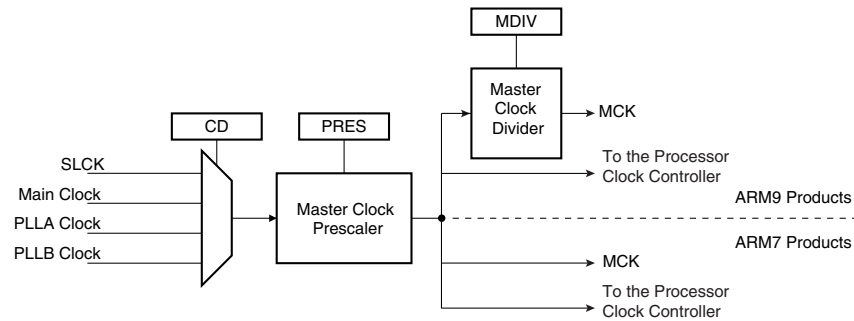 MDIV
Master
Clock
Divider
MCK
CD
PRES
To the Processor
Clock Controller
SLCK
Main Clock
PLLA Clock
PLLB Clock
Master Clock
Prescaler
ARM9 Products
ARM7 Products
MCK
To the Processor
Clock Controller